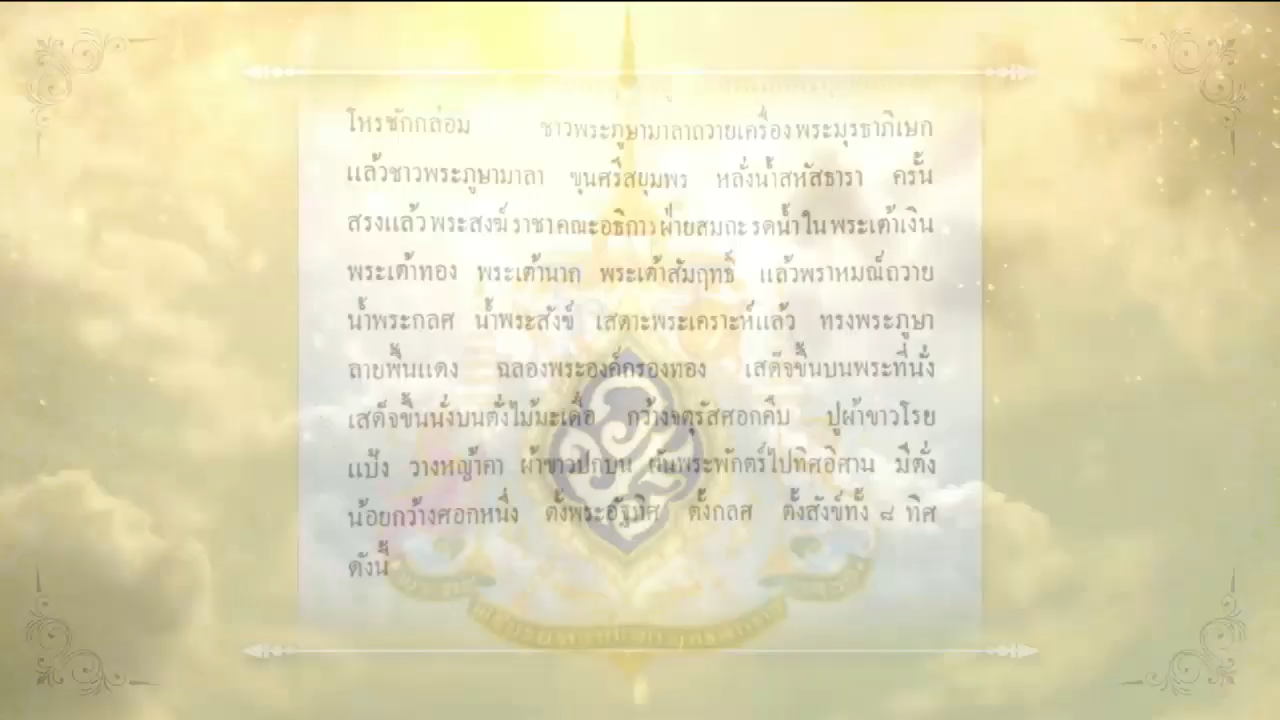 โหรชักกล่อม ชาวพระภูษามาลาถวายเครื่องพระมุรธาภิเษก
แล้วชาวพระภูษามาลา ขุนศรีสยุมพร หลั่งน้ำสหัสธารา ครั้น
สรงแล้วพระสงฆ์ราชาคณะอธิการฝ่ายสมถะรดน้ำในพระเต้าเงิน
พระเต้าทอง พระเต้านาค พระเต้าสัมฤทธิ์ แล้วพราหมณ์ถวาย
น้ำพระกลศ น้ำพระสังข์ เสดาะพระเคราะห์แล้ว ทรงพระภูษา
ลายพื้นแดง ฉลองพระองค์กรองทอง เสด็จขึ้นบนพระที่นั่ง
เสด็จขึ้นนั่งบนตั่งไม้มะเดื่อ กว้างจตุรัสศอกคืบ ปูผ้าขาวโรย
แป้ง วางหญ้าคา ผ้าขาวปกบน ผันพระพักตร์ไปทิศอิสาน มีตั่ง
น้อยกว้างศอกหนึ่ง ตั้งพระอัฐทิศ ตั้งกลศ ตั้งสังข์ทั้ง ๘ ทิศ
ดังนี้